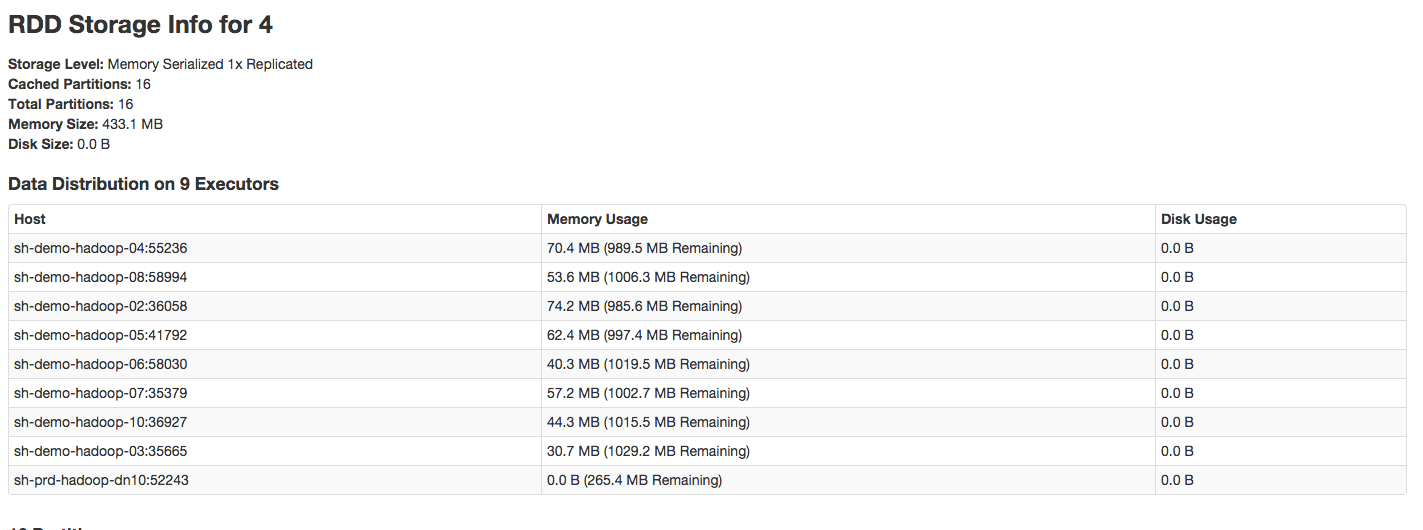 RDD Storage Info for 4
Storage Level: Memory Serialized 1x Replicated
Cached Partitions: 16
Total Partitions: 16
Memory Size: 433.1 MB
Disk Size: 0.0 B
Data Distribution on 9 Executors
Host Memory Usage Disk Usage
sh-demo-hadoop-04:55236 70.4 MB (989.5 MB Remaining) 0.0 B
sh-demo-hadoop-08:58994 53.6 MB (1006.3 MB Remaining) 0.0 B
sh-demo-hadoop-02:36058 74.2 MB (985.6 MB Remaining) 0.0 B
sh-demo-hadoop-05:41792 62.4 MB (997.4 MB Remaining) 0.0 B
sh-demo-hadoop-06:58030 40.3 MB (1019.5 MB Remaining) 0.0 B
sh-demo-hadoop-07:35379 57.2 MB (1002.7 MB Remaining) 0.0 B
sh-demo-hadoop-10:36927 44.3 MB (1015.5 MB Remaining) 0.0 B
sh-demo-hadoop-03:35665 30.7 MB (1029.2 MB Remaining) 0.0 B
sh-prd-hadoop-dn10:52243 0.0 B (265.4 MB Remaining) 0.0 B